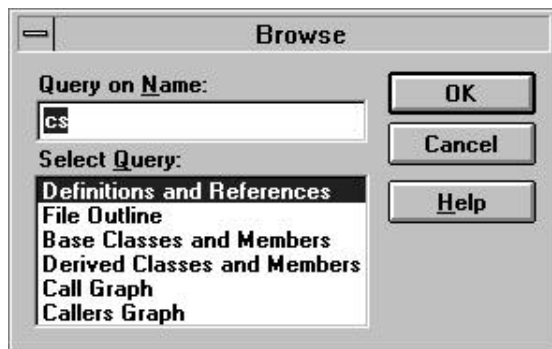 Browse
Query on Name:
cs
Select Query:
Definitions and References
File Outline
Base Classes and Members
Derived Classes and Members
Call Graph
Callers Graph
OK
Cancel
Help